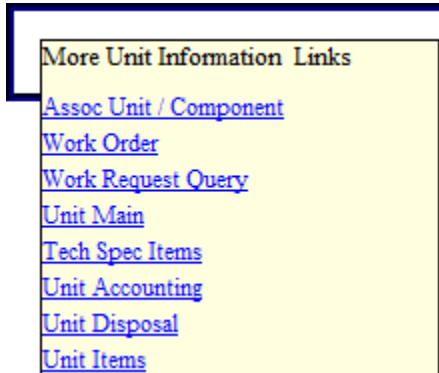 More Unit Information Links
Assoc Unit / Component
Work Order
Work Request Query
Unit Main
Tech Spec Items
Unit Accounting
Unit Disposal
Unit Items